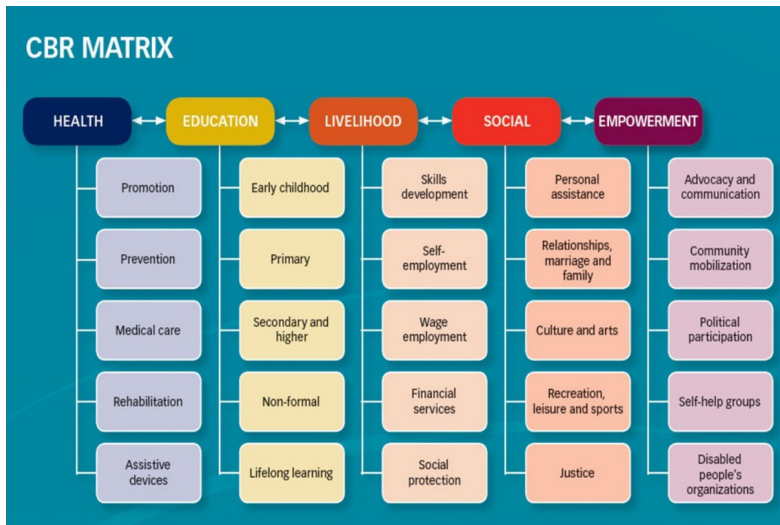 CBR MATRIX
HEALTH
EDUCATION
LIVELIHOOD
SOCIAL
EMPOWERMENT
Promotion
Prevention
Medical care
Rehabilitation
Assistive
devices
Early childhood
Primary
Secondary and
higher
Non-formal
Lifelong learning
Skills
development
Self-
employment
Wage
employment
Financial
services
Social
protection
Personal
assistance
Relationships,
marriage and
family
Culture and arts
Recreation,
leisure and sports
Justice
Advocacy and
communication
Community
mobilization
Political
participation
Self-help groups
Disabled
people's
organizations